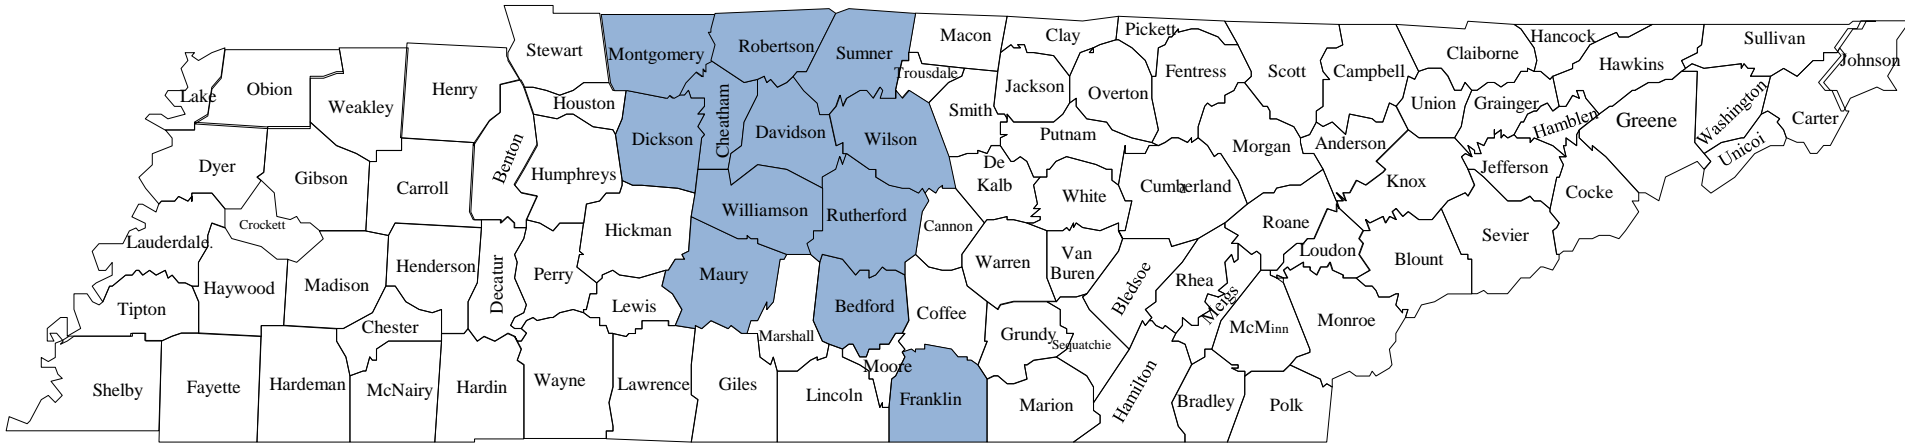 Stewart
Montgomery
Robertson
Sumner
Macon
Clay
Pickett
Scott
Campbell
Claiborne
Hancock
Hawkins
Sullivan
Johnson
Lake
Obion
Weakley
Henry
Houston
Trousdale
Jackson
Overton
Fentress
Union
Grainger
Hamblen
Greene
Washington
Carter
Unicoi
Dyer
Gibson
Carroll
Benton
Humphreys
Dickson
Cheatham
Davidson
Wilson
Smith
Putnam
De
Kalb
White
Cumberland
Morgan
Anderson
Knox
Jefferson
Cocke
Sevier
Crockett
Lauderdale.
Haywood
Madison
Henderson
Decatur
Perry
Hickman
Williamson
Rutherford
Cannon
Warren
Van
Buren
Bledsoe
Rhea
Roane
Loudon
Blount
Tipton
Chester
Lewis
Maury
Marshall
Bedford
Coffee
Grundy
Sequatchie
Meigs
McMinn
Monroe
Shelby
Fayette
Hardeman
McNairy
Hardin
Wayne
Lawrence
Giles
Lincoln
Moore
Franklin
Marion
Hamilton
Bradley
Polk